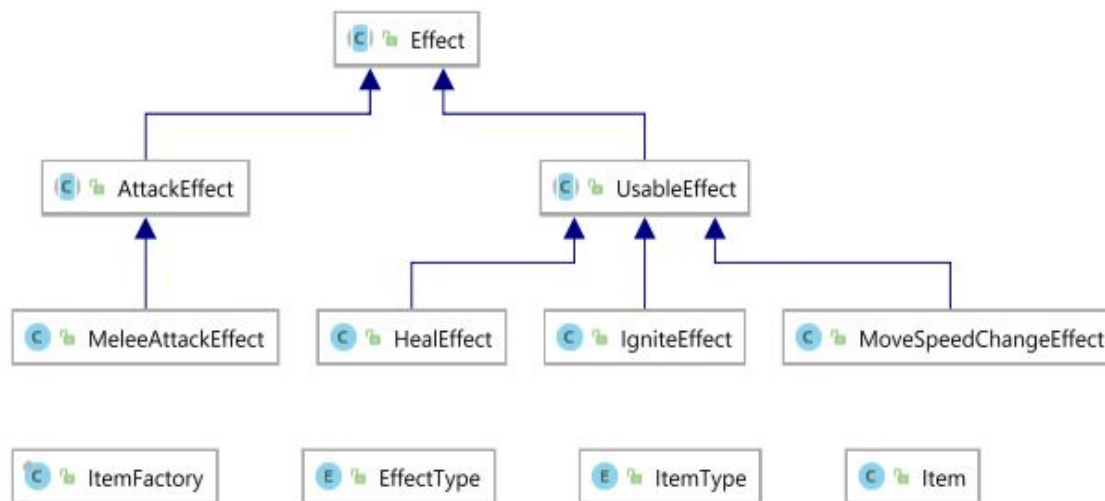 C Effect
C AttackEffect
C UsableEffect
C MeleeAttackEffect
C HealEffect
C IgniteEffect
C MoveSpeedChangeEffect
C ItemFactory
E EffectType
E ItemType
C Item